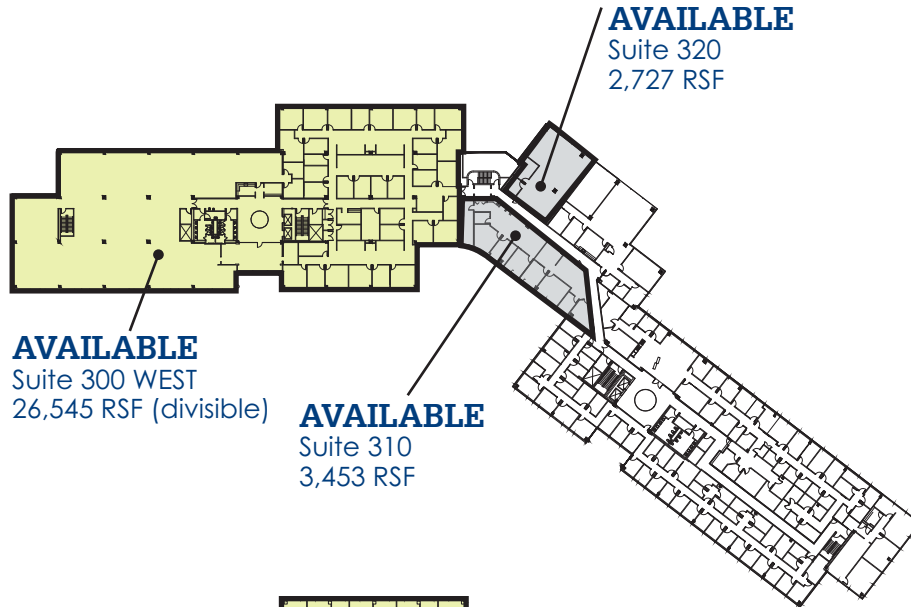 AVAILABLE
Suite 320
2,727 RSF
AVAILABLE
Suite 300 WEST
26,545 RSF (divisible)
AVAILABLE
Suite 310
3,453 RSF